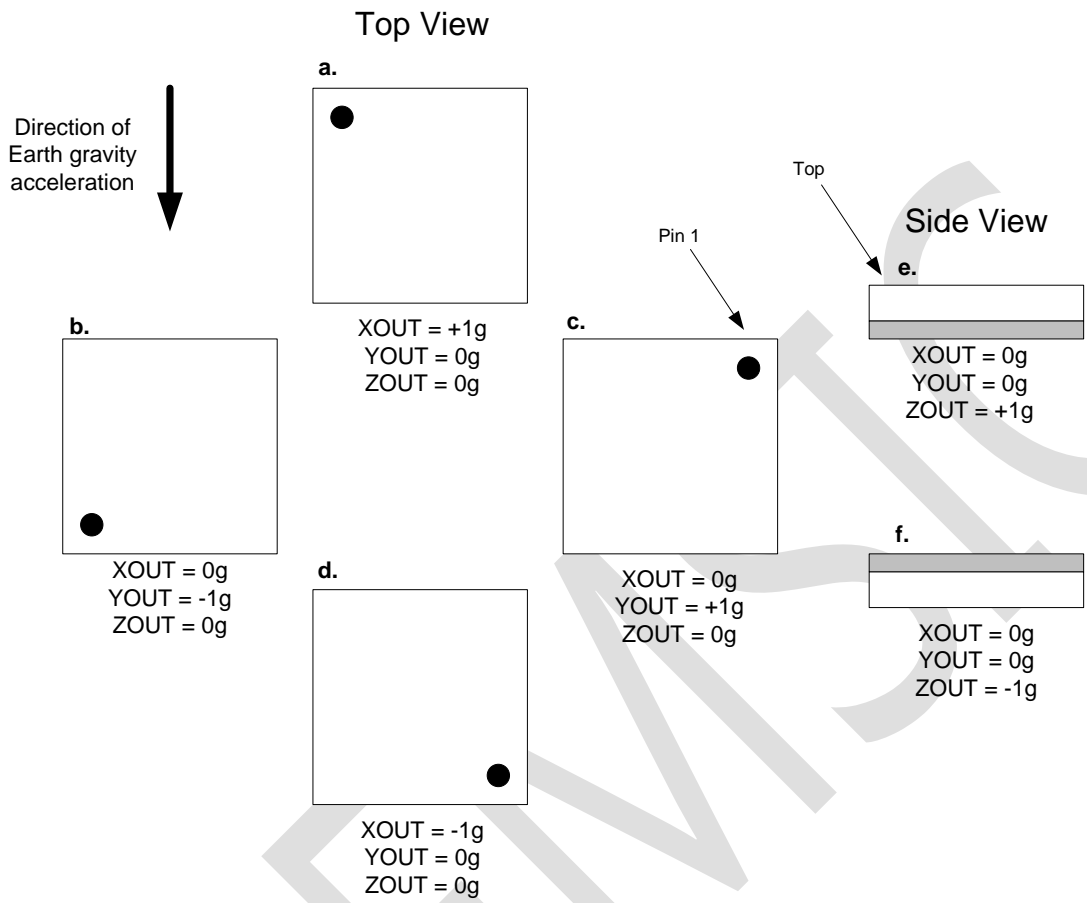 Top View
a.
Direction of
Earth gravity
acceleration
Top
Pin 1
Side View
e.
b.
XOUT = +1g
YOUT = 0g
ZOUT = 0g
c.
XOUT = 0g
YOUT = 0g
ZOUT = +1g
f.
XOUT = 0g
YOUT = -1g
ZOUT = 0g
d.
XOUT = 0g
YOUT = +1g
ZOUT = 0g
XOUT = 0g
YOUT = 0g
ZOUT = -1g
XOUT = -1g
YOUT = 0g
ZOUT = 0g